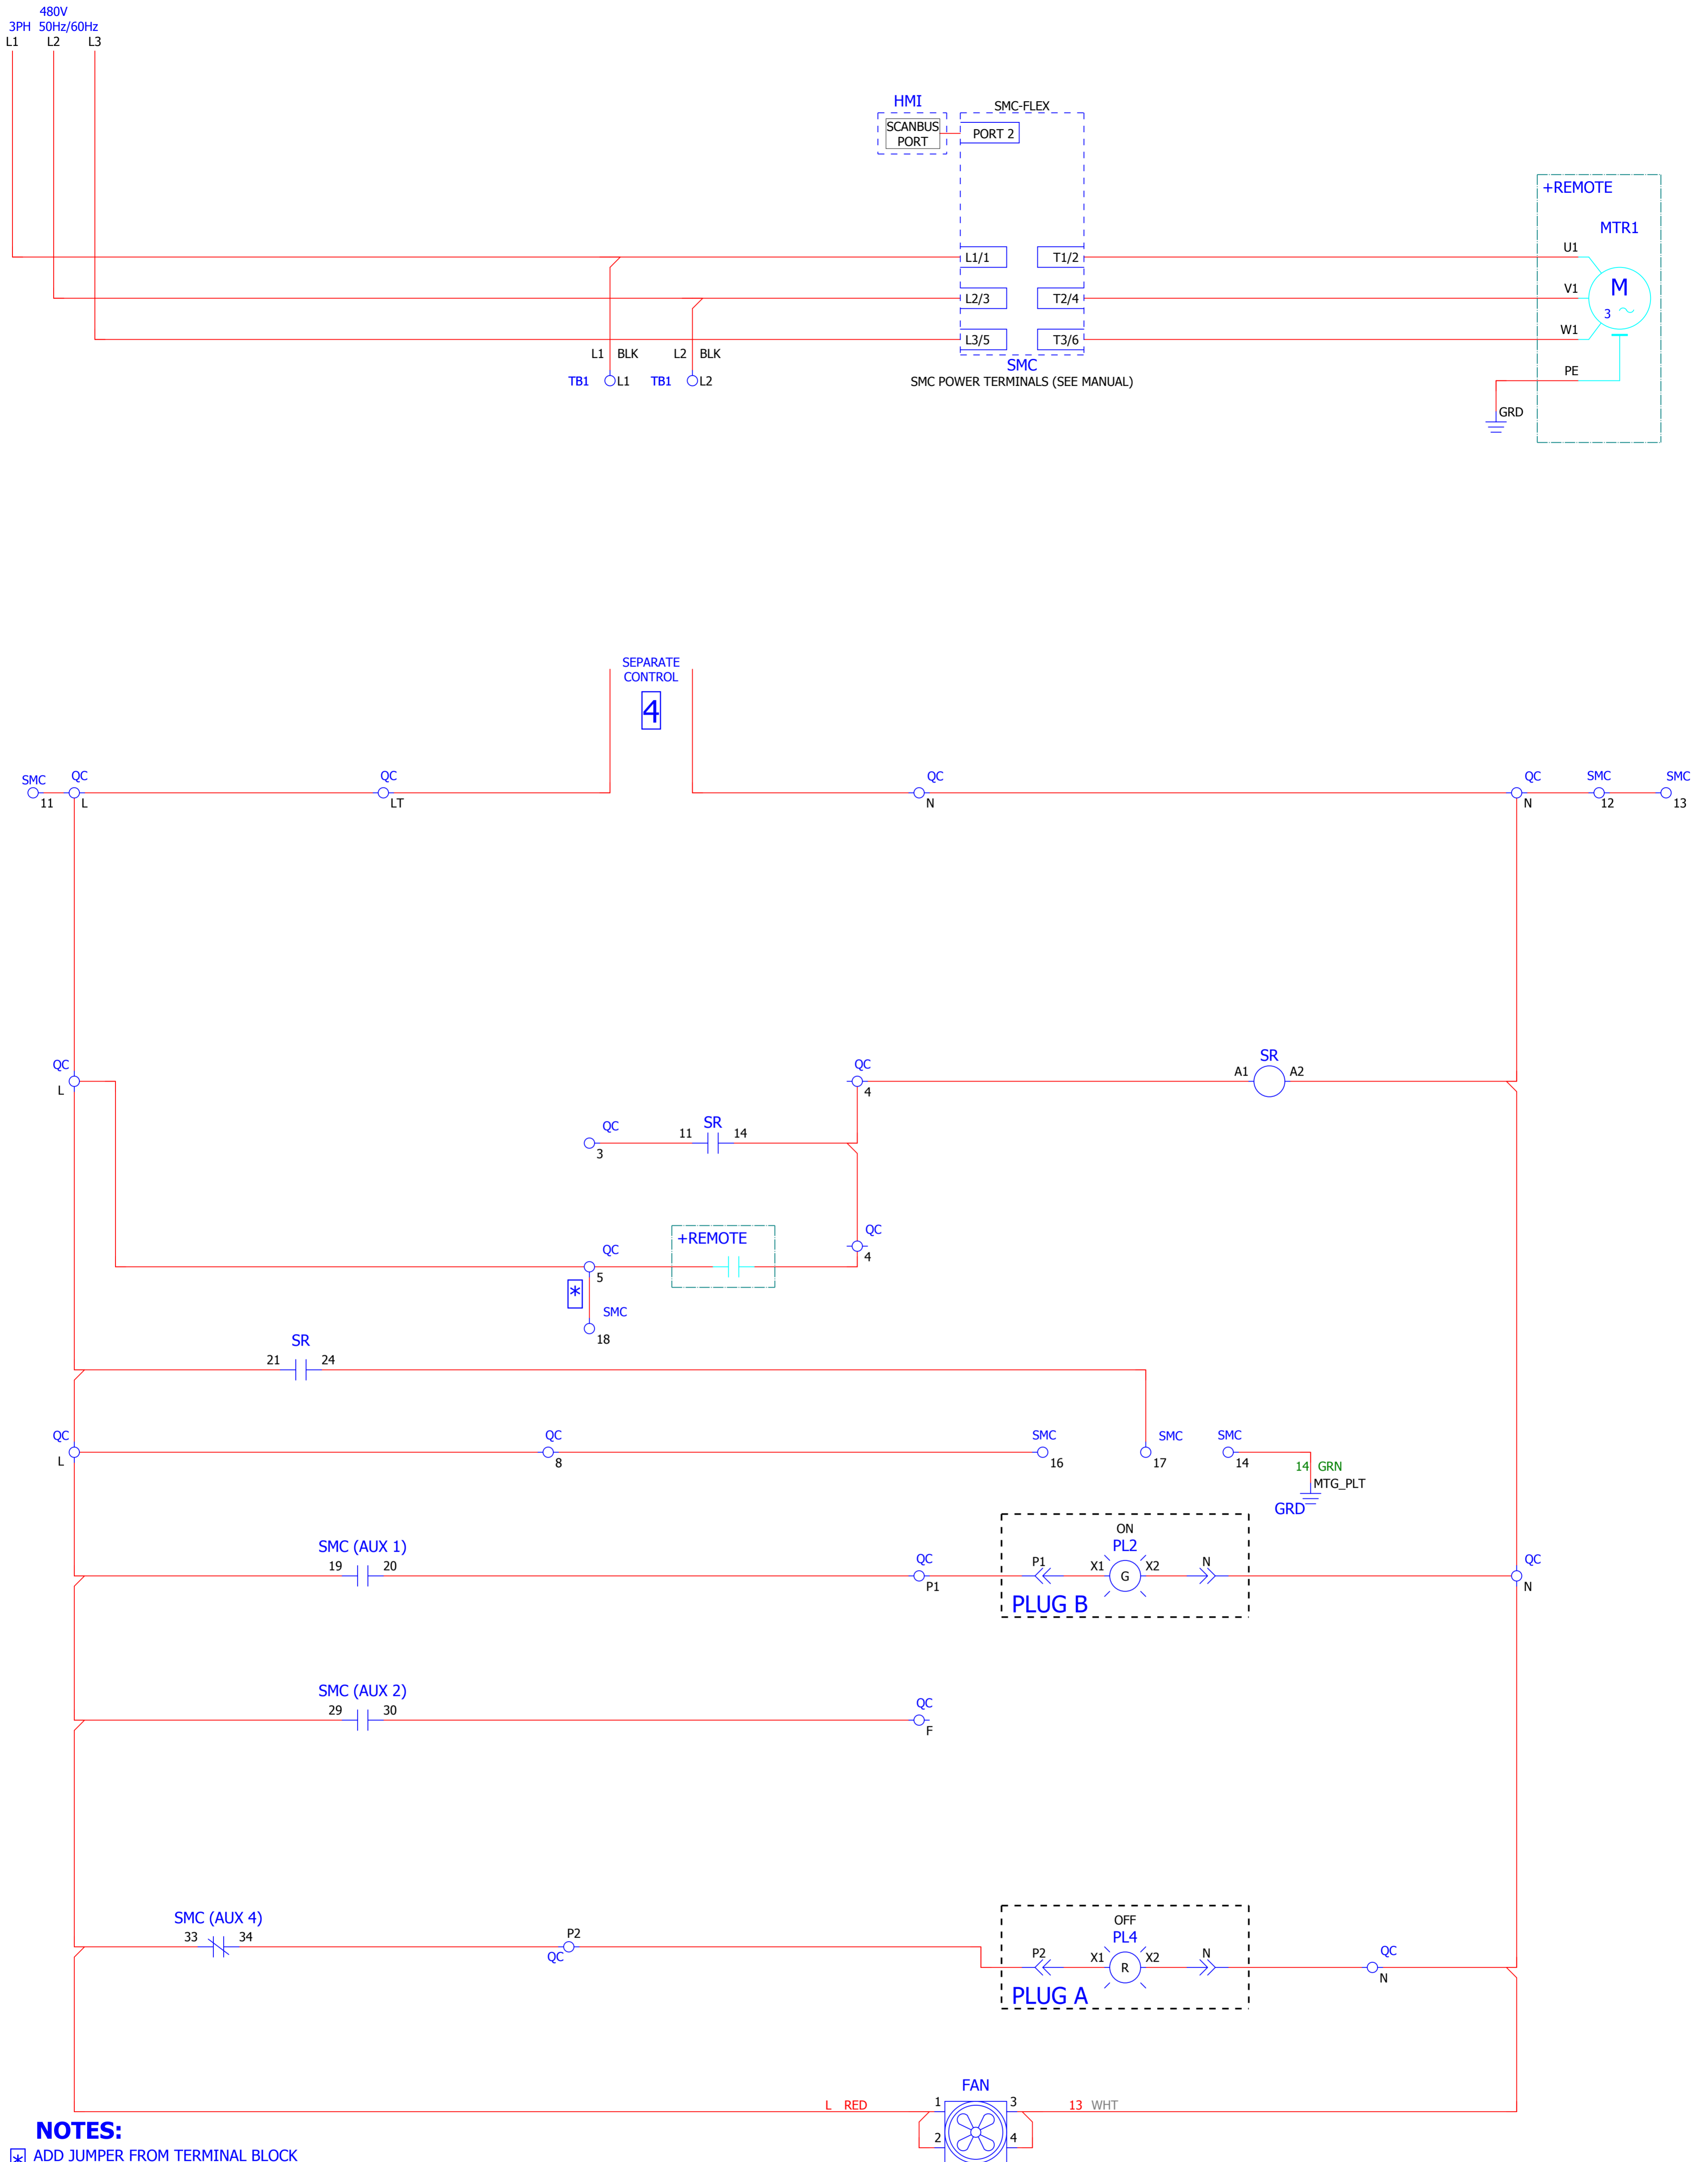 480V
3PH 50Hz/60Hz
L1 L2 L3
HMI
SCANBUS
PORT
SMC-FLEX
PORT 2
+REMOTE
MTR1
L1/1 T1/2 U1
L2/3 T2/4 V1
M
3
L3/5 T3/6 W1
L1 BLK L2 BLK
SMC
SMC POWER TERMINALS (SEE MANUAL)
TB1 L1 TB1 L2
PE
GRD
SEPARATE
CONTROL
4
SMC QC QC QC QC SMC SMC
11 L LT N N 12 13
QC QC SR
L 4 A1 A2
QC SR
3 11 14
QC +REMOTE QC
5 4
*
SMC
18
SR
21 24
QC QC SMC SMC SMC
L 8 16 17 14
14 GRN
MTG_PLT
GRD
SMC (AUX 1)
19 20
QC
P1
ON
PL2
P1 X1 G X2 N
PLUG B
QC
N
SMC (AUX 2)
29 30
QC
F
SMC (AUX 4)
33 34
P2
QC
OFF
PL4
P2 X1 R X2 N
PLUG A
QC
N
FAN
L RED 1 3 13 WHT
2 4
NOTES:
* ADD JUMPER FROM TERMINAL BLOCK